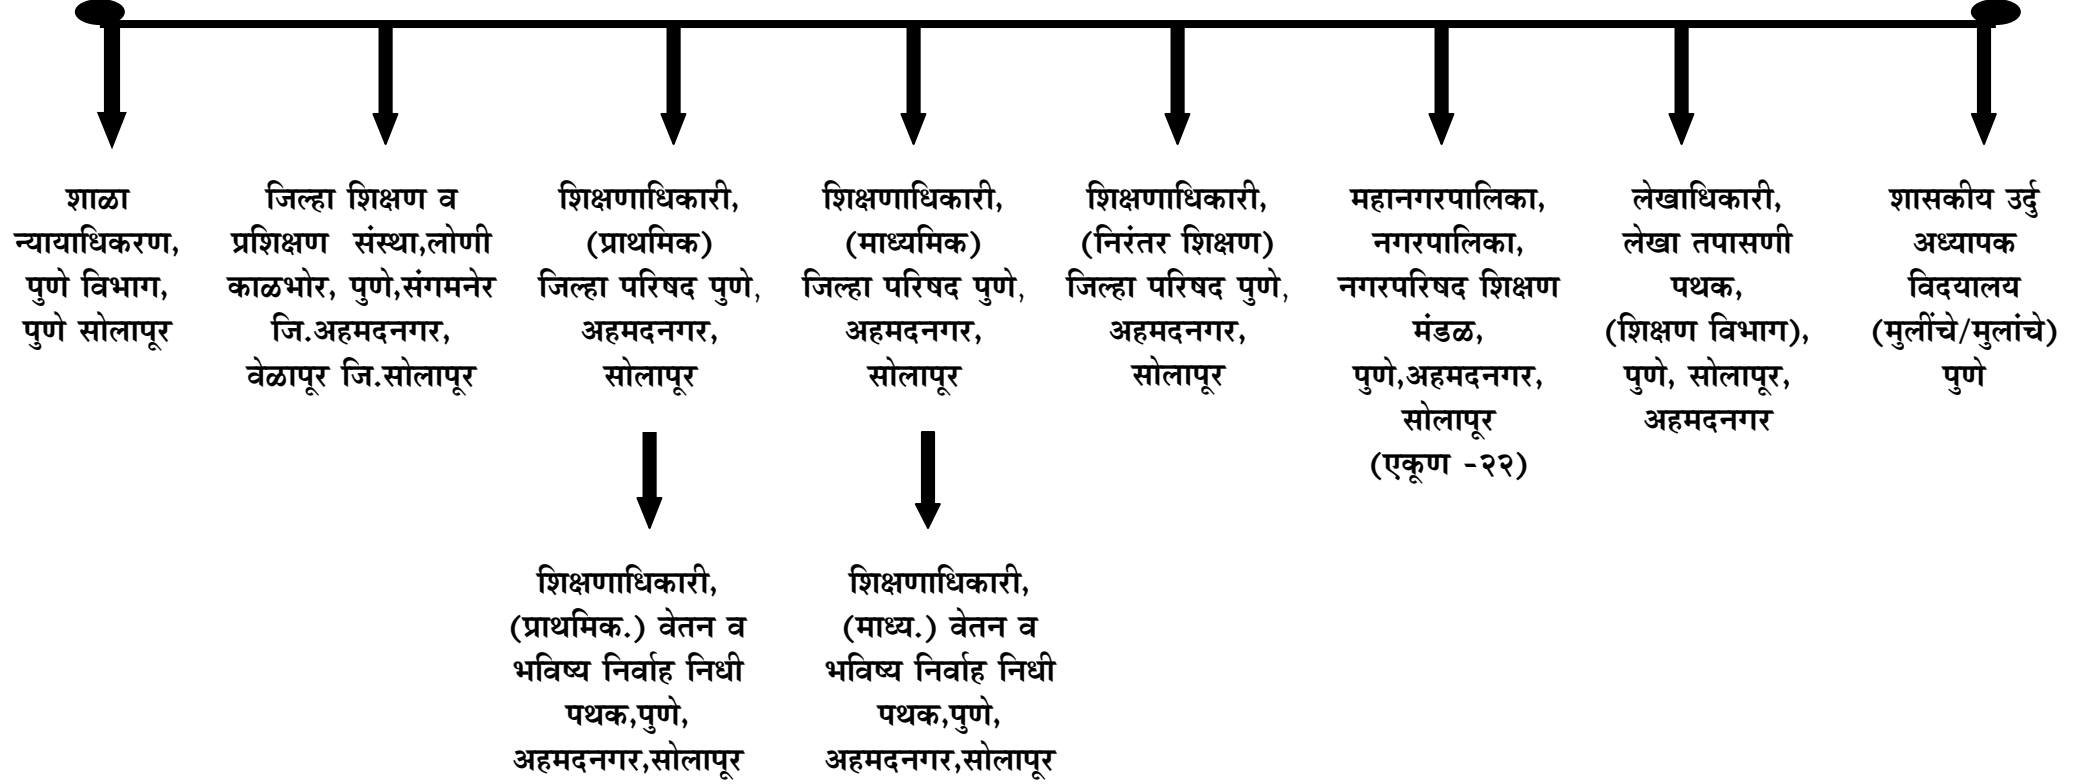 शाळा
न्यायाधिकरण,
पुणे विभाग,
पुणे सोलापूर
जिल्हा शिक्षण व
प्रशिक्षण संस्था,लोणी
काळभोर, पुणे,संगमनेर
जि.अहमदनगर,
वेळापूर जि.सोलापूर
शिक्षणाधिकारी,
(प्राथमिक)
जिल्हा परिषद पुणे,
अहमदनगर,
सोलापूर
शिक्षणाधिकारी,
(माध्यमिक)
जिल्हा परिषद पुणे,
अहमदनगर,
सोलापूर
शिक्षणाधिकारी,
(निरंतर शिक्षण)
जिल्हा परिषद पुणे,
अहमदनगर,
सोलापूर
महानगरपालिका,
नगरपालिका,
नगरपरिषद शिक्षण
मंडळ,
पुणे,अहमदनगर,
सोलापूर
(एकूण -२२)
लेखाधिकारी,
लेखा तपासणी
पथक,
(शिक्षण विभाग),
पुणे, सोलापूर,
अहमदनगर
शासकीय उर्दु
अध्यापक
विदयालय
(मुलींचे/मुलांचे)
पुणे
शिक्षणाधिकारी,
(प्राथमिक.) वेतन व
भविष्य निर्वाह निधी
पथक,पुणे,
अहमदनगर,सोलापूर
शिक्षणाधिकारी,
(माध्य.) वेतन व
भविष्य निर्वाह निधी
पथक,पुणे,
अहमदनगर,सोलापूर